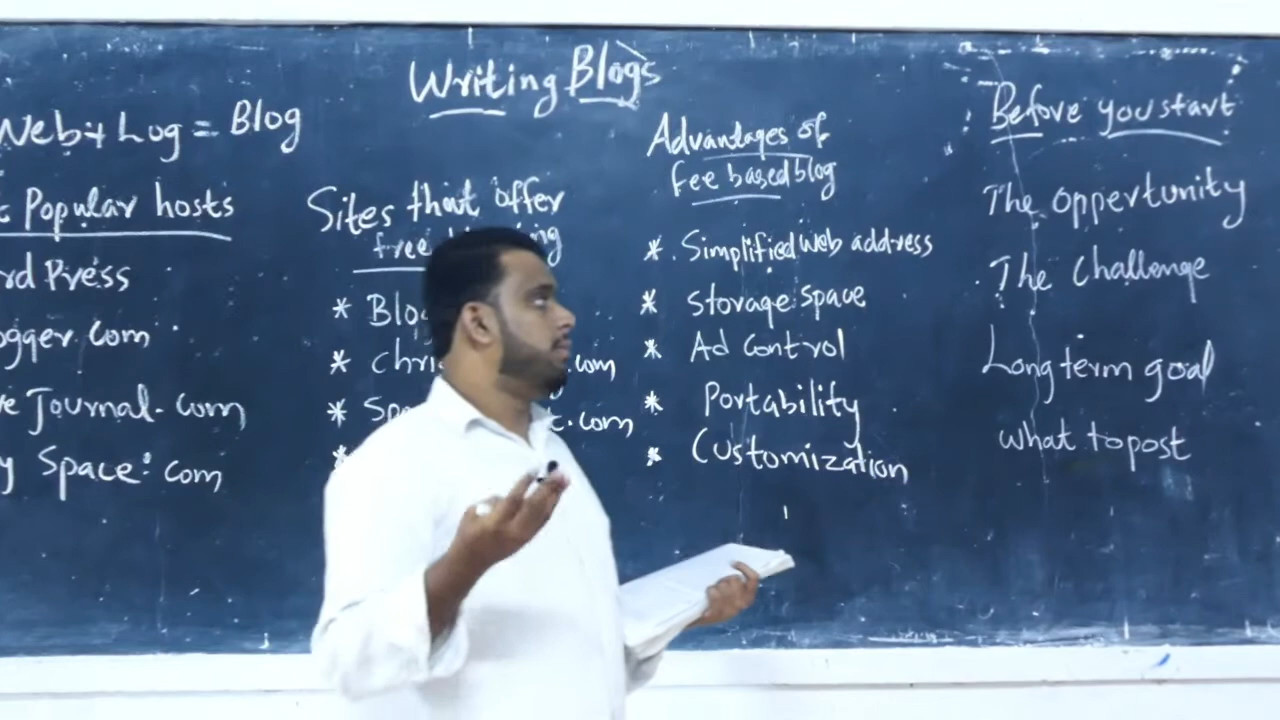 Writing Blogs
Web + Log = Blog
Popular hosts
rd Press
ogger.com
e Journal.com
y Space.com
Sites that offer
free
* Blo
* Chri .com
* Sp .com
*
Advantages of
fee based blog
* Simplified web address
* Storage space
* Ad Control
* Portability
* Customization
Before you start
The oppertunity
The Challenge
Long term goal
what to post